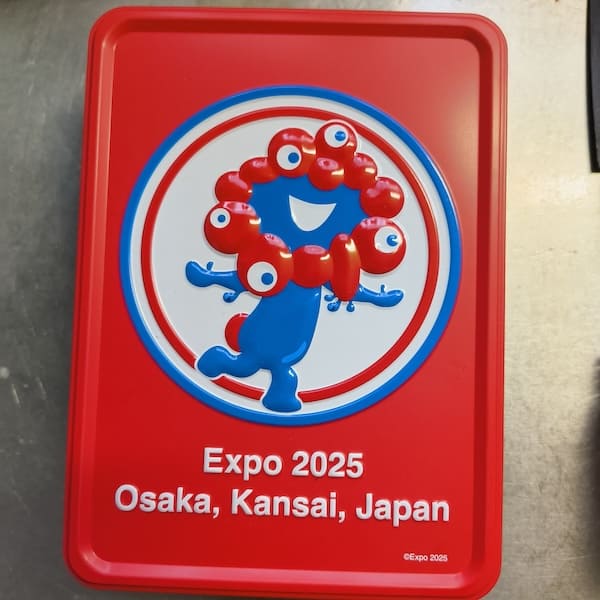 Expo 2025
Osaka, Kansai, Japan
©Expo 2025